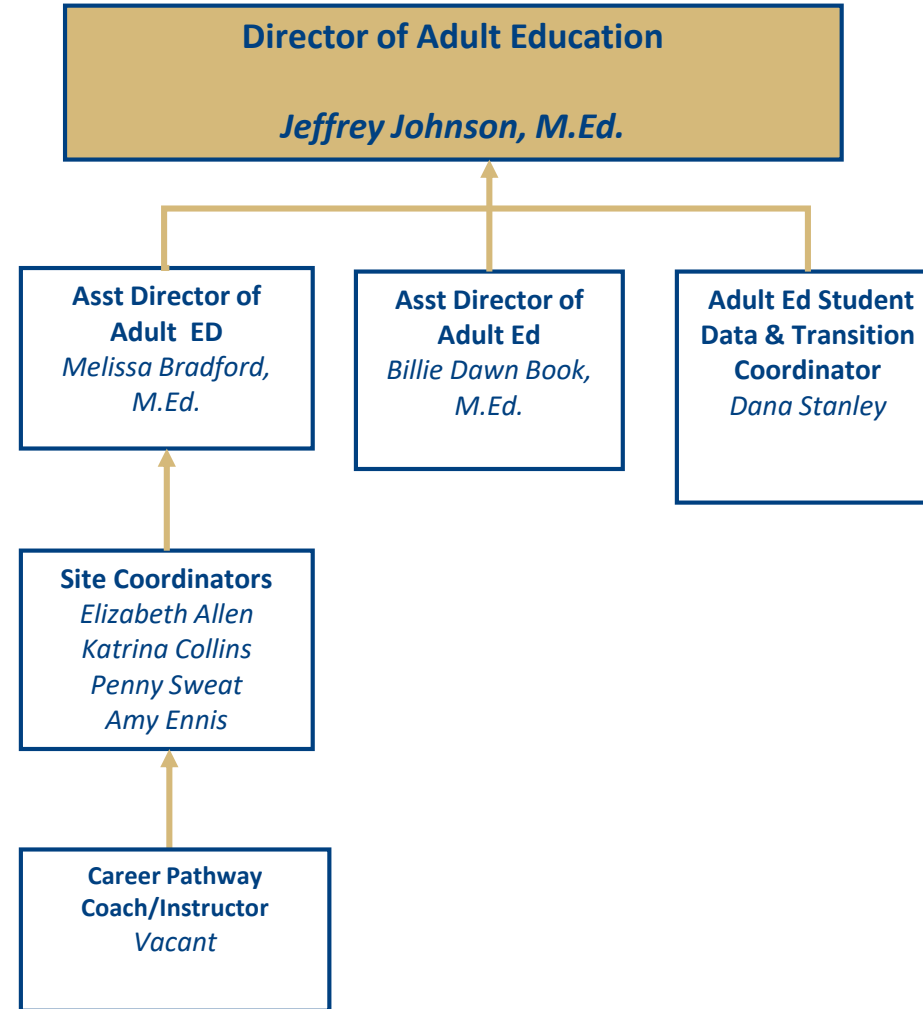 Director of Adult Education
Jeffrey Johnson, M.Ed.
Asst Director of
Adult ED
Melissa Bradford,
M.Ed.
Asst Director of
Adult Ed
Billie Dawn Book,
M.Ed.
Adult Ed Student
Data & Transition
Coordinator
Dana Stanley
Site Coordinators
Elizabeth Allen
Katrina Collins
Penny Sweat
Amy Ennis
Career Pathway
Coach/Instructor
Vacant